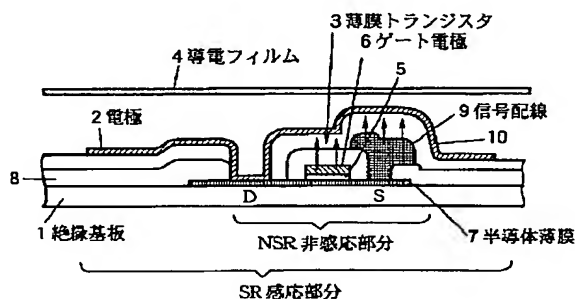 3 薄膜トランジスタ
6 ゲート電極
4 導電フィルム
5
2 電極
9 信号配線
10
8
D
S
1 絶縁基板
NSR 非感応部分
7 半導体薄膜
SR 感応部分